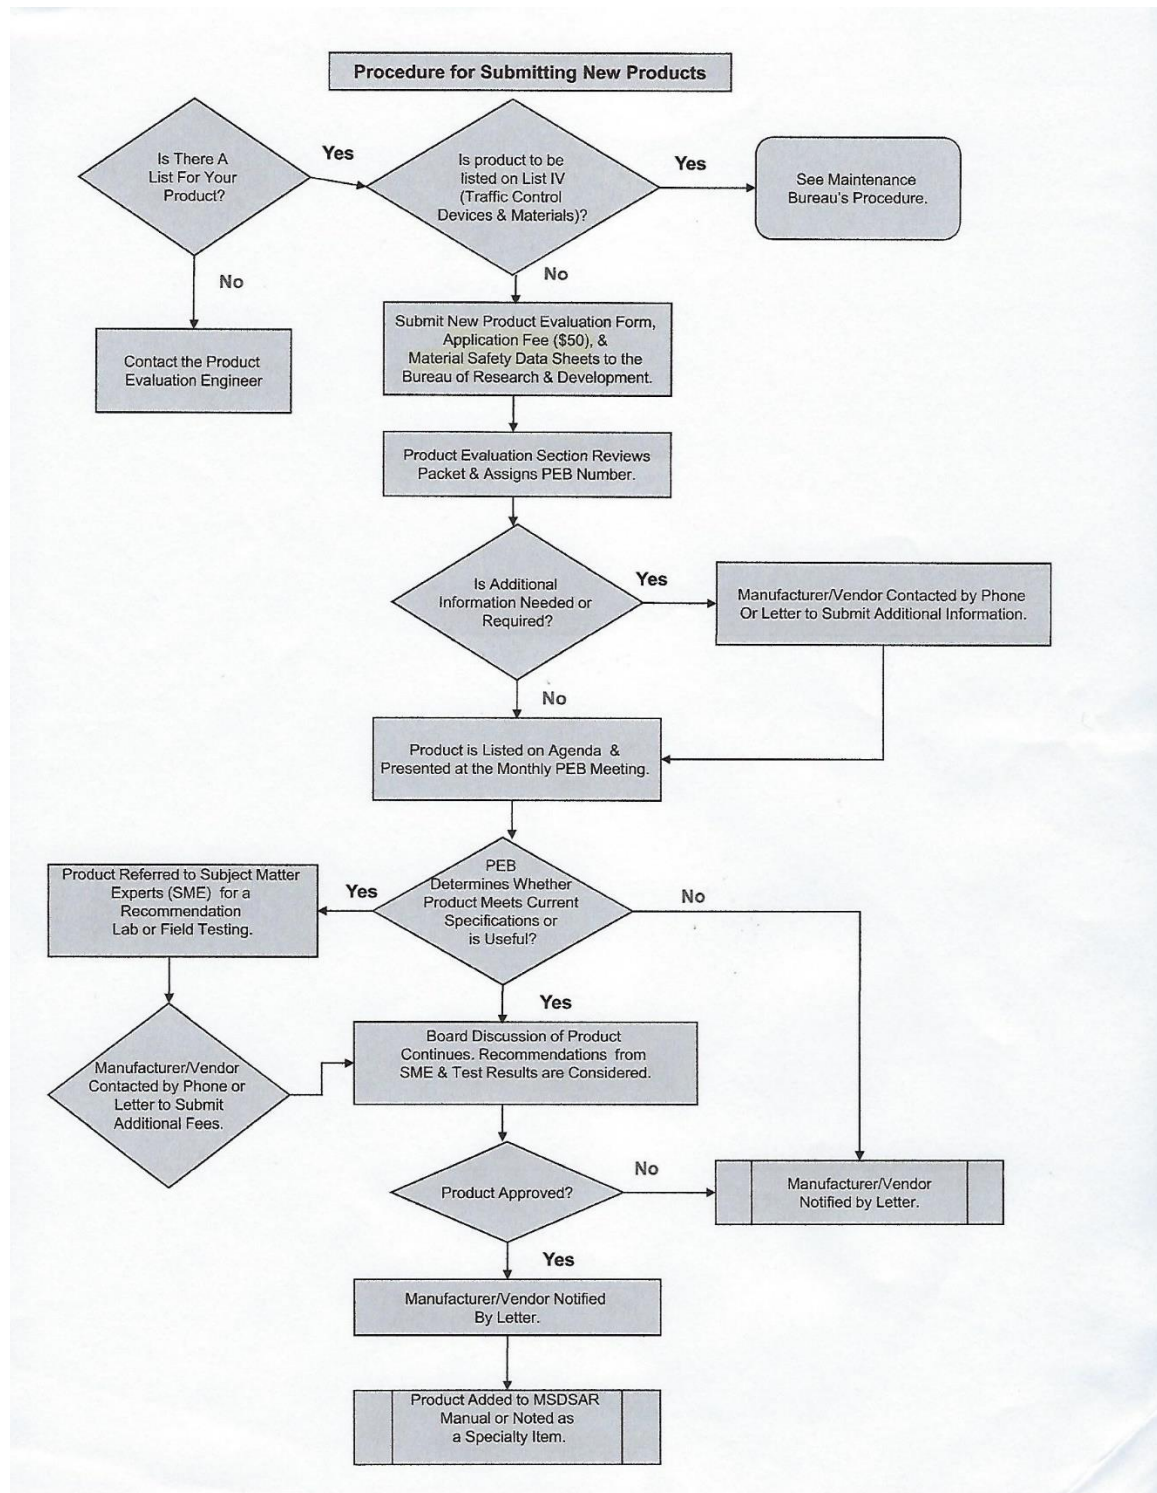 Procedure for Submitting New Products
Is There A
List For Your
Product?
Yes
Is product to be
listed on List IV
(Traffic Control
Devices & Materials)?
Yes
See Maintenance
Bureau's Procedure.
No
No
Contact the Product
Evaluation Engineer
Submit New Product Evaluation Form,
Application Fee ($50), &
Material Safety Data Sheets to the
Bureau of Research & Development.
Product Evaluation Section Reviews
Packet & Assigns PEB Number.
Is Additional
Information Needed or
Required?
Yes
Manufacturer/Vendor Contacted by Phone
Or Letter to Submit Additional Information.
No
Product is Listed on Agenda &
Presented at the Monthly PEB Meeting.
PEB
Determines Whether
Product Meets Current
Specifications or
is Useful?
Yes
No
Product Referred to Subject Matter
Experts (SME) for a
Recommendation
Lab or Field Testing.
Yes
Manufacturer/Vendor
Contacted by Phone or
Letter to Submit
Additional Fees.
Board Discussion of Product
Continues. Recommendations from
SME & Test Results are Considered.
Product Approved?
No
Manufacturer/Vendor
Notified by Letter.
Yes
Manufacturer/Vendor Notified
By Letter.
Product Added to MSDSAR
Manual or Noted as
a Specialty Item.